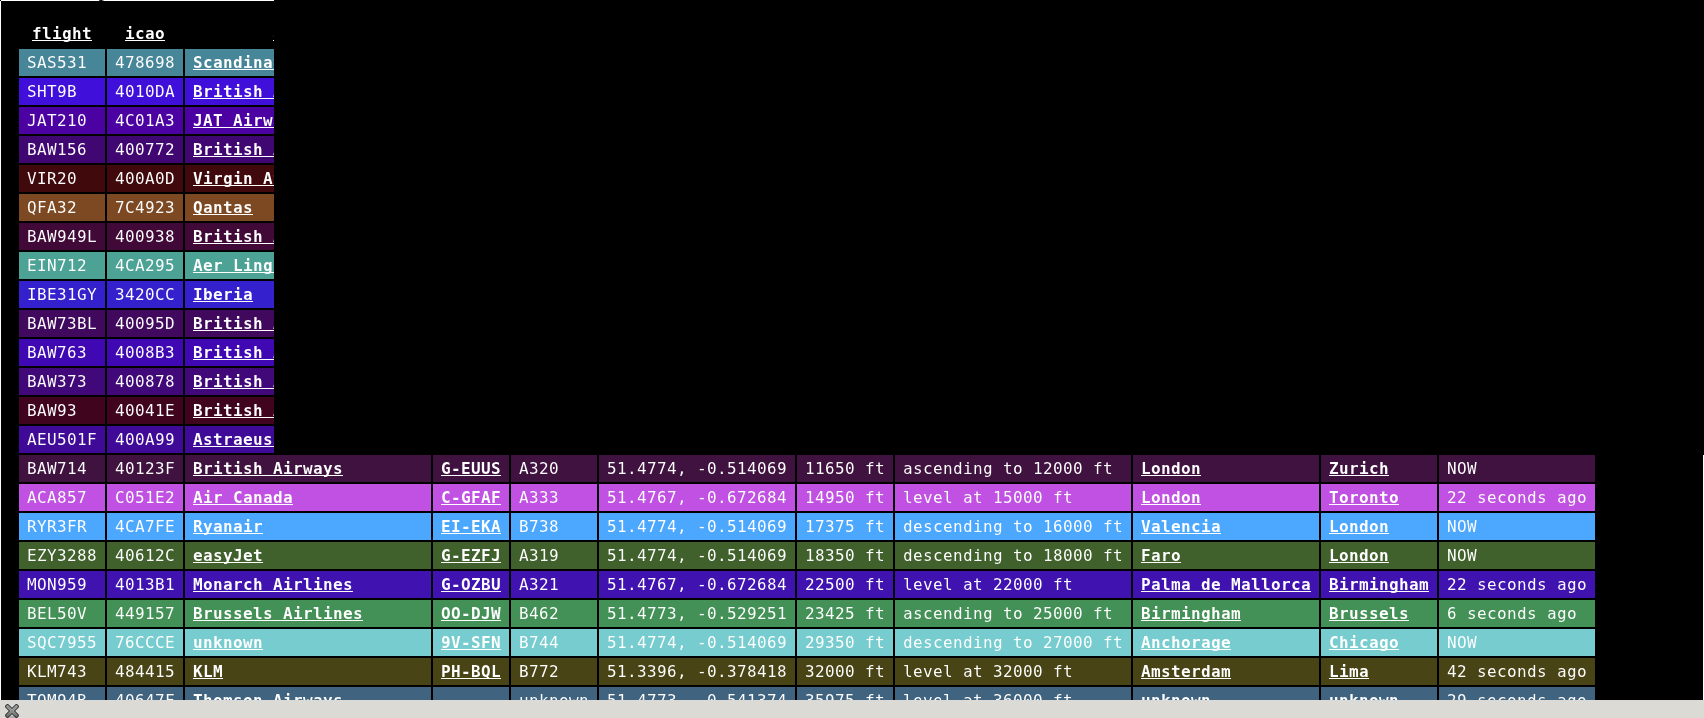 flight icao
SAS531 478698 Scandina
SHT9B 4010DA British
JAT210 4C01A3 JAT Airw
BAW156 400772 British
VIR20 400A0D Virgin A
QFA32 7C4923 Qantas
BAW949L 400938 British
EIN712 4CA295 Aer Ling
IBE31GY 3420CC Iberia
BAW73BL 40095D British
BAW763 4008B3 British
BAW373 400878 British
BAW93 40041E British
AEU501F 400A99 Astraeus
BAW714 40123F British Airways G-EUUS A320 51.4774, -0.514069 11650 ft ascending to 12000 ft London Zurich NOW
ACA857 C051E2 Air Canada C-GFAF A333 51.4767, -0.672684 14950 ft level at 15000 ft London Toronto 22 seconds ago
RYR3FR 4CA7FE Ryanair EI-EKA B738 51.4774, -0.514069 17375 ft descending to 16000 ft Valencia London NOW
EZY3288 40612C easyJet G-EZFJ A319 51.4774, -0.514069 18350 ft descending to 18000 ft Faro London NOW
MON959 4013B1 Monarch Airlines G-OZBU A321 51.4767, -0.672684 22500 ft level at 22000 ft Palma de Mallorca Birmingham 22 seconds ago
BEL50V 449157 Brussels Airlines OO-DJW B462 51.4773, -0.529251 23425 ft ascending to 25000 ft Birmingham Brussels 6 seconds ago
SQC7955 76CCCE unknown 9V-SFN B744 51.4774, -0.514069 29350 ft descending to 27000 ft Anchorage Chicago NOW
KLM743 484415 KLM PH-BQL B772 51.3396, -0.378418 32000 ft level at 32000 ft Amsterdam Lima 42 seconds ago
TOM94B 40647F Thomson Airways unknown 51.4773, -0.541374 35975 ft level at 36000 ft unknown unknown 29 seconds ago